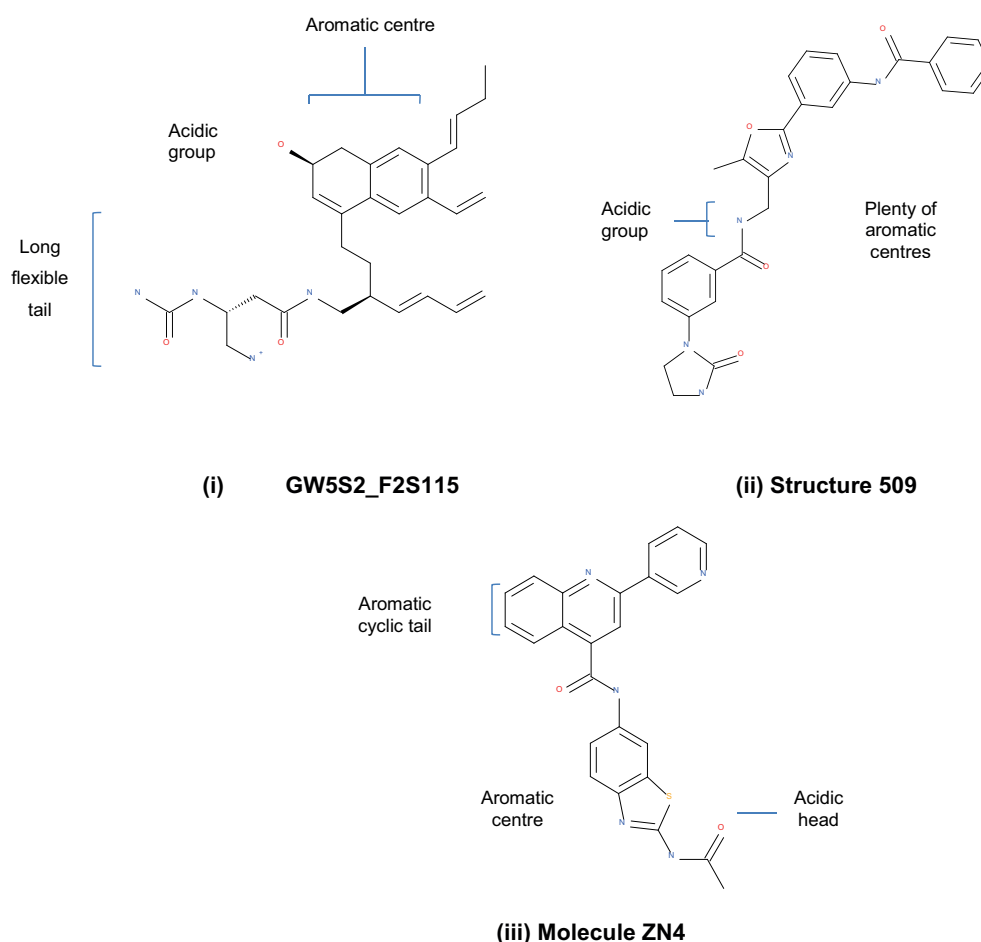 Aromatic centre
Acidic
group
Long
flexible
tail
O
N
N
O
N +
O
N
(i) GW5S2_F2S115
O
N
O
N
Acidic
group
Plenty of
aromatic
centres
N
O
N
O
N
(ii) Structure 509
Aromatic
cyclic tail
N
N
O
N
Aromatic
centre
S
N
N
O
Acidic
head
(iii) Molecule ZN4